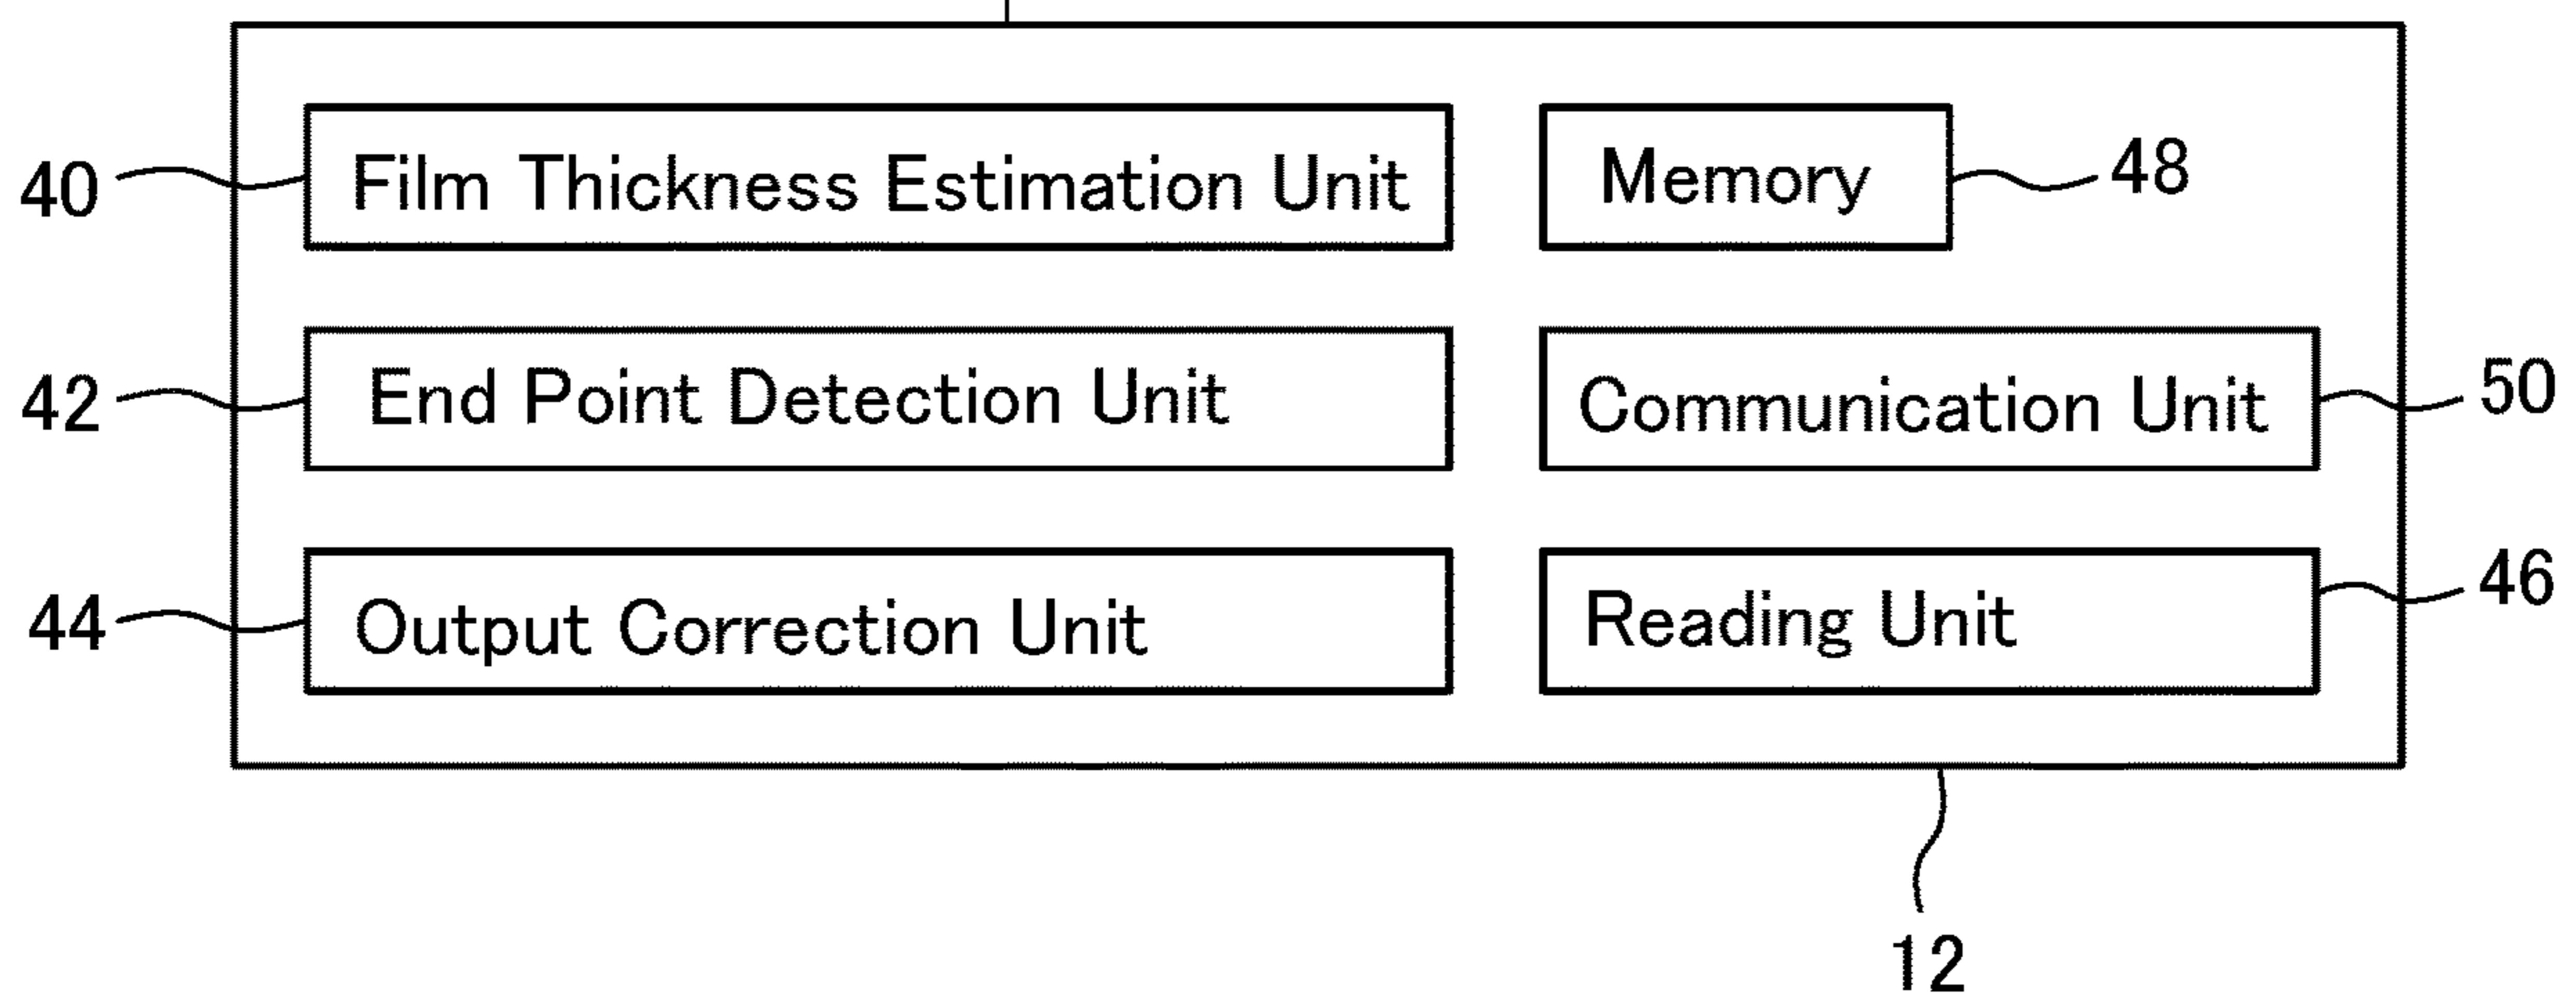 40 Film Thickness Estimation Unit Memory 48
42 End Point Detection Unit Communication Unit 50
44 Output Correction Unit Reading Unit 46
12